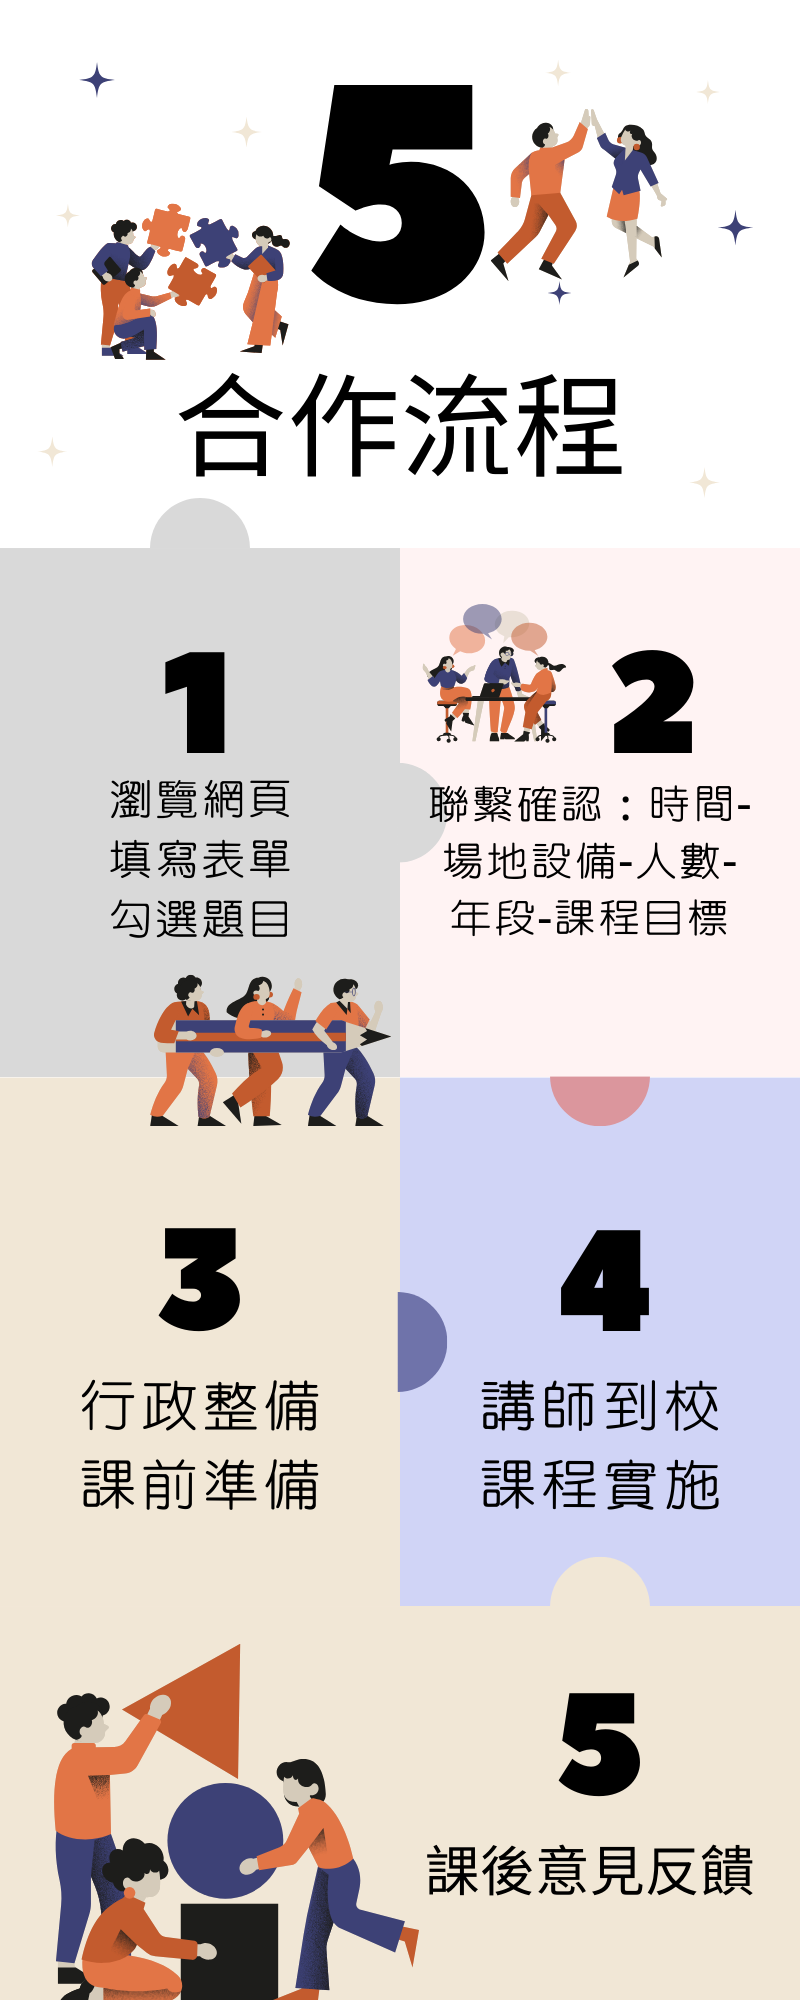 5
合作流程
1
瀏覽網頁
填寫表單
勾選題目
2
聯繫確認：時間-
場地設備-人數-
年段-課程目標
3
行政整備
課前準備
4
講師到校
課程實施
5
課後意見反饋